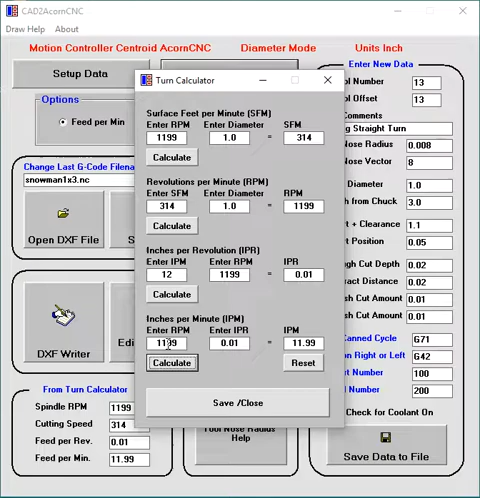 CAD2AcornCNC
Draw Help About
Motion Controller Centroid AcornCNC Diameter Mode Units Inch
Setup Data
Options
Feed per Min
Change Last G-Code Filena
snowman1x3.nc
Open DXF File
S
DXF Writer
Edi
From Turn Calculator
Spindle RPM 1199
Cutting Speed 314
Feed per Rev. 0.01
Feed per Min. 11.99
Turn Calculator
Surface Feet per Minute (SFM)
Enter RPM Enter Diameter SFM
1199 1.0 = 314
Calculate
Revolutions per Minute (RPM)
Enter SFM Enter Diameter RPM
314 1.0 = 1199
Calculate
Inches per Revolution (IPR)
Enter IPM Enter RPM IPR
12 1199 = 0.01
Calculate
Inches per Minute (IPM)
Enter RPM Enter IPR IPM
1199 0.01 = 11.99
Calculate Reset
Save /Close
Tool Nose Radius
Help
Enter New Data
ol Number 13
ol Offset 13
Comments
g Straight Turn
Nose Radius 0.008
Nose Vector 8
Diameter 1.0
h from Chuck 3.0
rt + Clearance 1.1
rt Position 0.05
gh Cut Depth 0.02
tract Distance 0.02
sh Cut Amount 0.01
sh Cut Amount 0.01
Canned Cycle G71
on Right or Left G42
rt Number 100
d Number 200
Check for Coolant On
Save Data to File